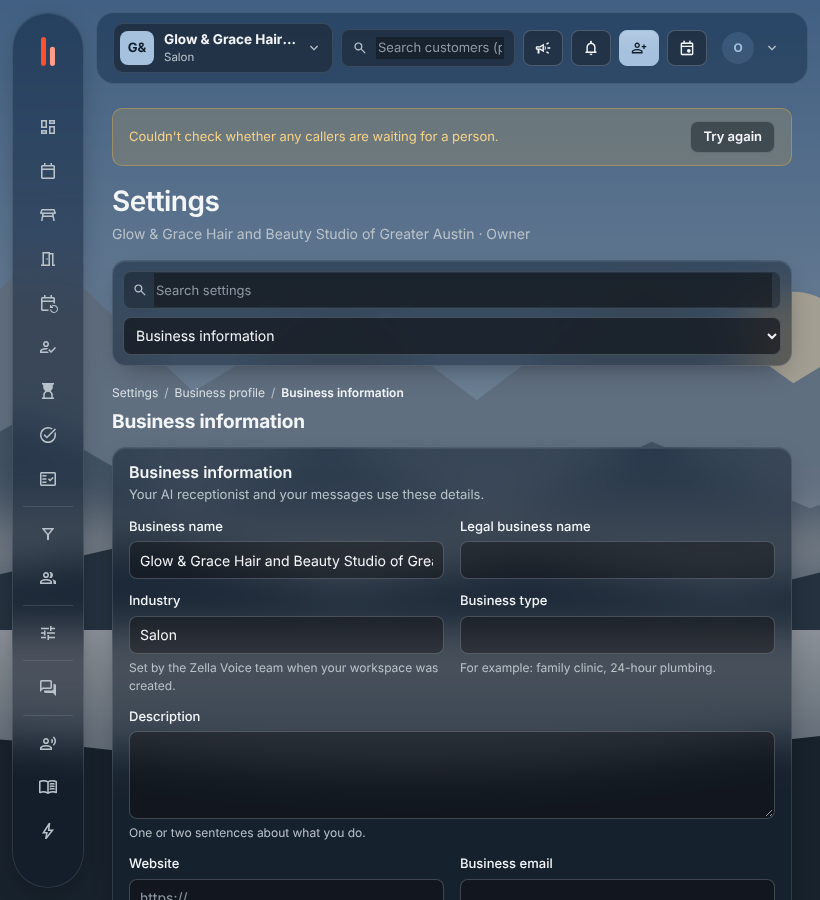 G& Glow & Grace Hair...
Salon
Search customers (p
O
Couldn't check whether any callers are waiting for a person.
Try again
Settings
Glow & Grace Hair and Beauty Studio of Greater Austin · Owner
Search settings
Business information
Settings / Business profile / Business information
Business information
Business information
Your AI receptionist and your messages use these details.
Business name
Legal business name
Glow & Grace Hair and Beauty Studio of Grea
Industry
Business type
Salon
Set by the Zella Voice team when your workspace was
created.
For example: family clinic, 24-hour plumbing.
Description
One or two sentences about what you do.
Website
Business email
https://